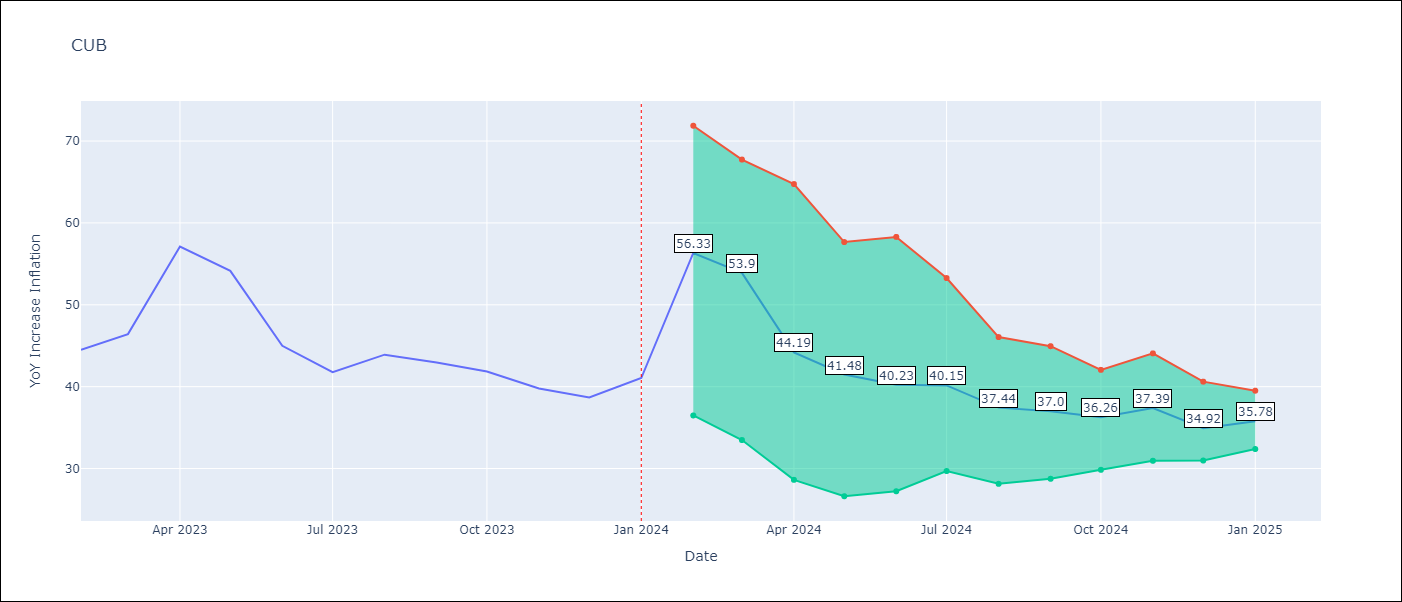 CUB
YoY Increase Inflation
70
60
50
40
30
56.33
53.9
44.19
41.48
40.23
40.15
37.44
37.0
36.26
37.39
34.92
35.78
Apr 2023
Jul 2023
Oct 2023
Jan 2024
Apr 2024
Jul 2024
Oct 2024
Jan 2025
Date